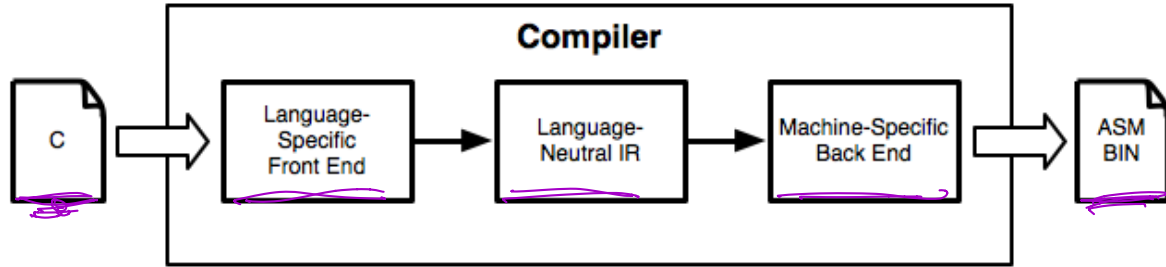 Compiler
C
Language-
Specific
Front End
Language-
Neutral IR
Machine-Specific
Back End
ASM
BIN